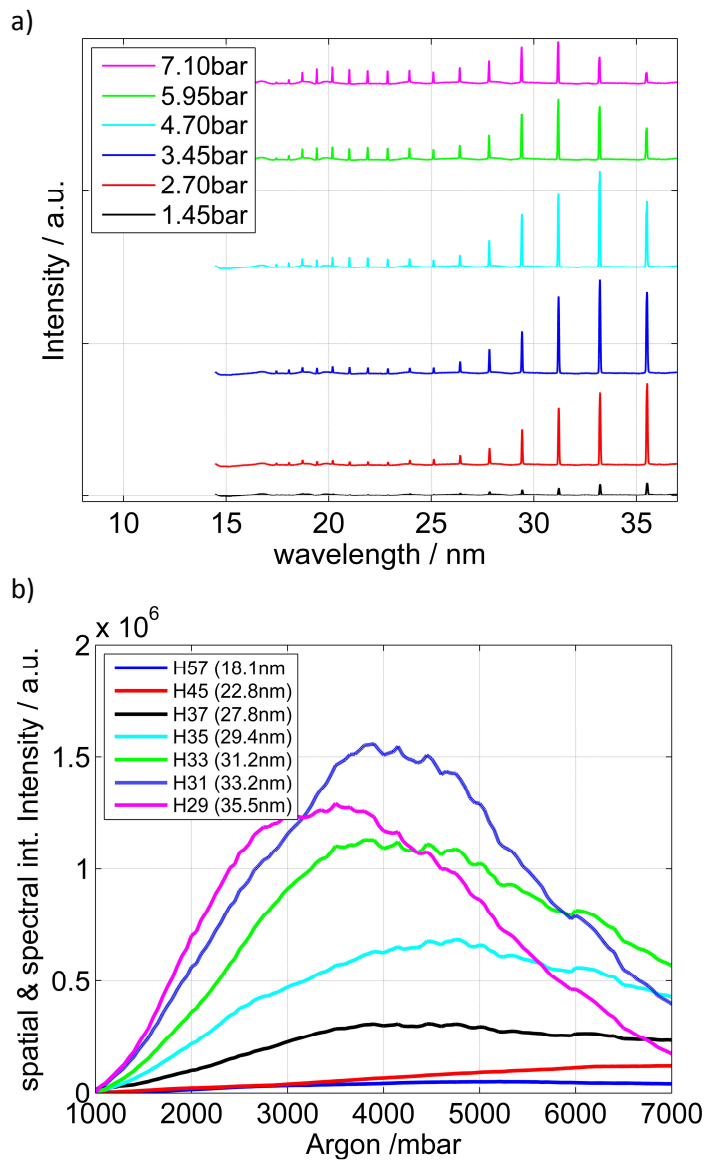 a)
7.10bar
5.95bar
4.70bar
3.45bar
2.70bar
1.45bar
Intensity / a.u.
10 15 20 25 30 35
wavelength / nm
b)
x 10^6
2
1.5
1
0.5
0
H57 (18.1nm
H45 (22.8nm)
H37 (27.8nm)
H35 (29.4nm)
H33 (31.2nm)
H31 (33.2nm)
H29 (35.5nm)
spatial & spectral int. Intensity / a.u.
1000 2000 3000 4000 5000 6000 7000
Argon /mbar